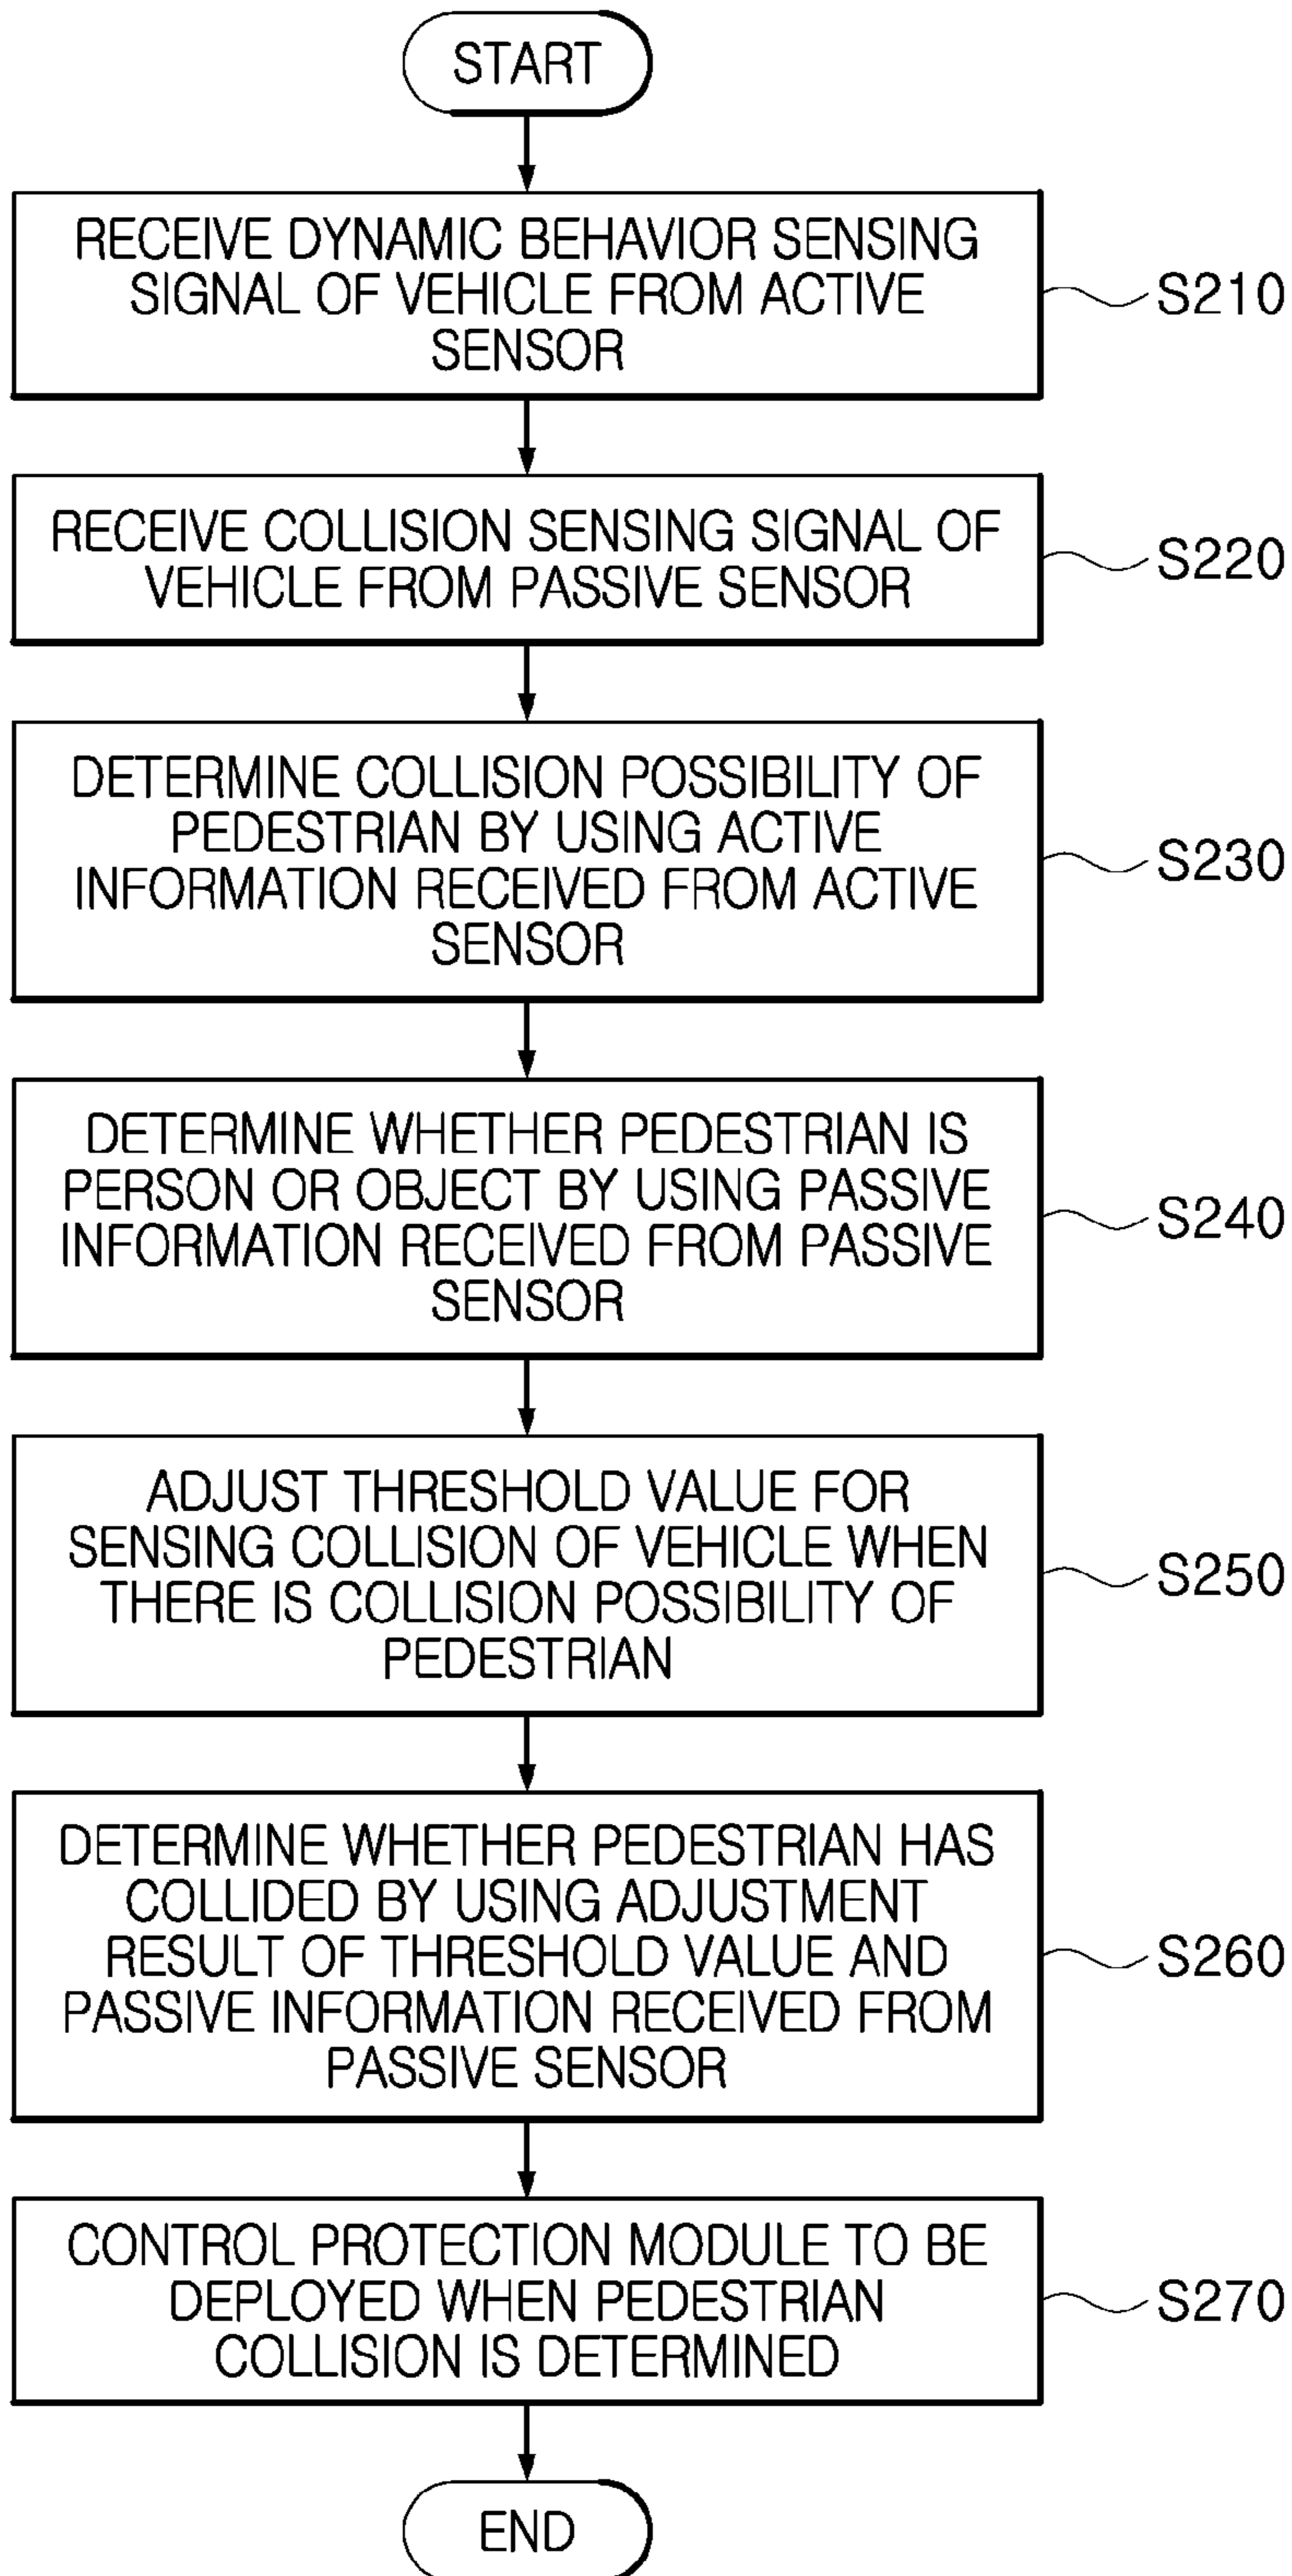 START
RECEIVE DYNAMIC BEHAVIOR SENSING
SIGNAL OF VEHICLE FROM ACTIVE
SENSOR
S210
RECEIVE COLLISION SENSING SIGNAL OF
VEHICLE FROM PASSIVE SENSOR
S220
DETERMINE COLLISION POSSIBILITY OF
PEDESTRIAN BY USING ACTIVE
INFORMATION RECEIVED FROM ACTIVE
SENSOR
S230
DETERMINE WHETHER PEDESTRIAN IS
PERSON OR OBJECT BY USING PASSIVE
INFORMATION RECEIVED FROM PASSIVE
SENSOR
S240
ADJUST THRESHOLD VALUE FOR
SENSING COLLISION OF VEHICLE WHEN
THERE IS COLLISION POSSIBILITY OF
PEDESTRIAN
S250
DETERMINE WHETHER PEDESTRIAN HAS
COLLIDED BY USING ADJUSTMENT
RESULT OF THRESHOLD VALUE AND
PASSIVE INFORMATION RECEIVED FROM
PASSIVE SENSOR
S260
CONTROL PROTECTION MODULE TO BE
DEPLOYED WHEN PEDESTRIAN
COLLISION IS DETERMINED
S270
END